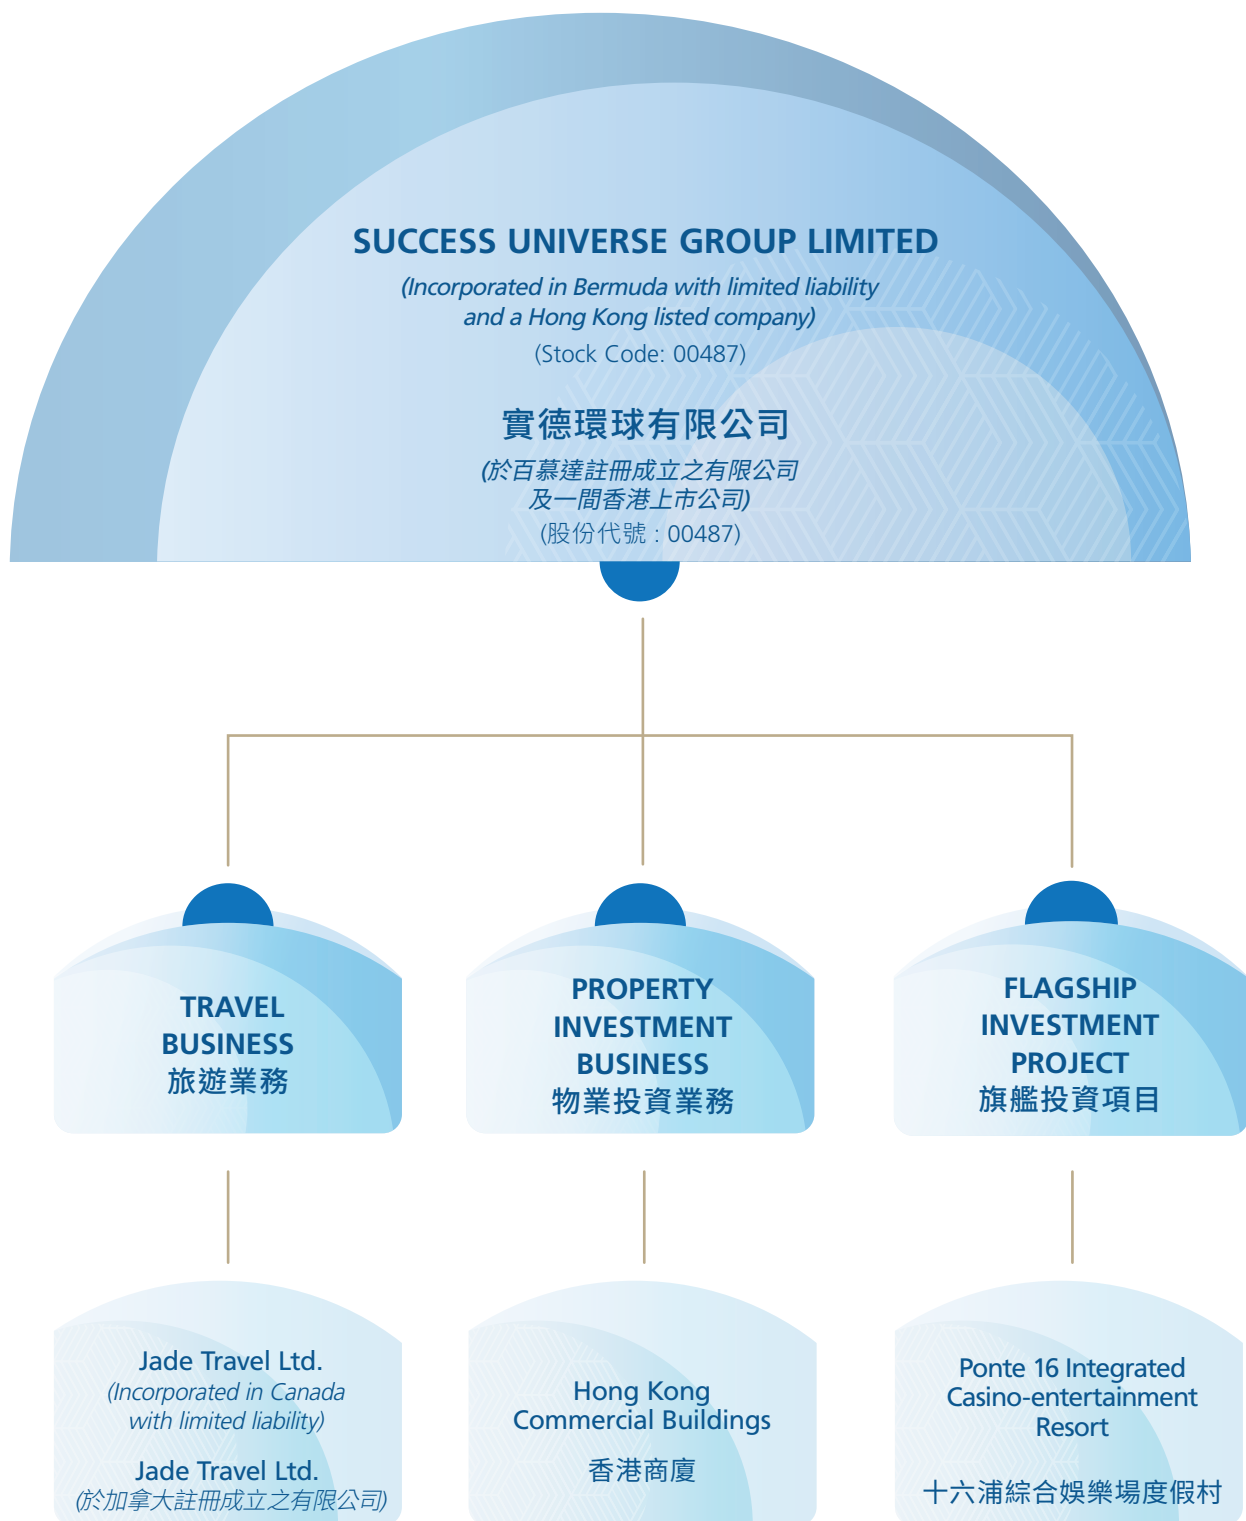 SUCCESS UNIVERSE GROUP LIMITED
(Incorporated in Bermuda with limited liability
and a Hong Kong listed company)
(Stock Code: 00487)
實德環球有限公司
(於百慕達註冊成立之有限公司
及一間香港上市公司)
(股份代號 : 00487)
TRAVEL
BUSINESS
旅遊業務
PROPERTY
INVESTMENT
BUSINESS
物業投資業務
FLAGSHIP
INVESTMENT
PROJECT
旗艦投資項目
Jade Travel Ltd.
(Incorporated in Canada
with limited liability)
Jade Travel Ltd.
(於加拿大註冊成立之有限公司)
Hong Kong
Commercial Buildings
香港商廈
Ponte 16 Integrated
Casino-entertainment
Resort
十六浦綜合娛樂場度假村